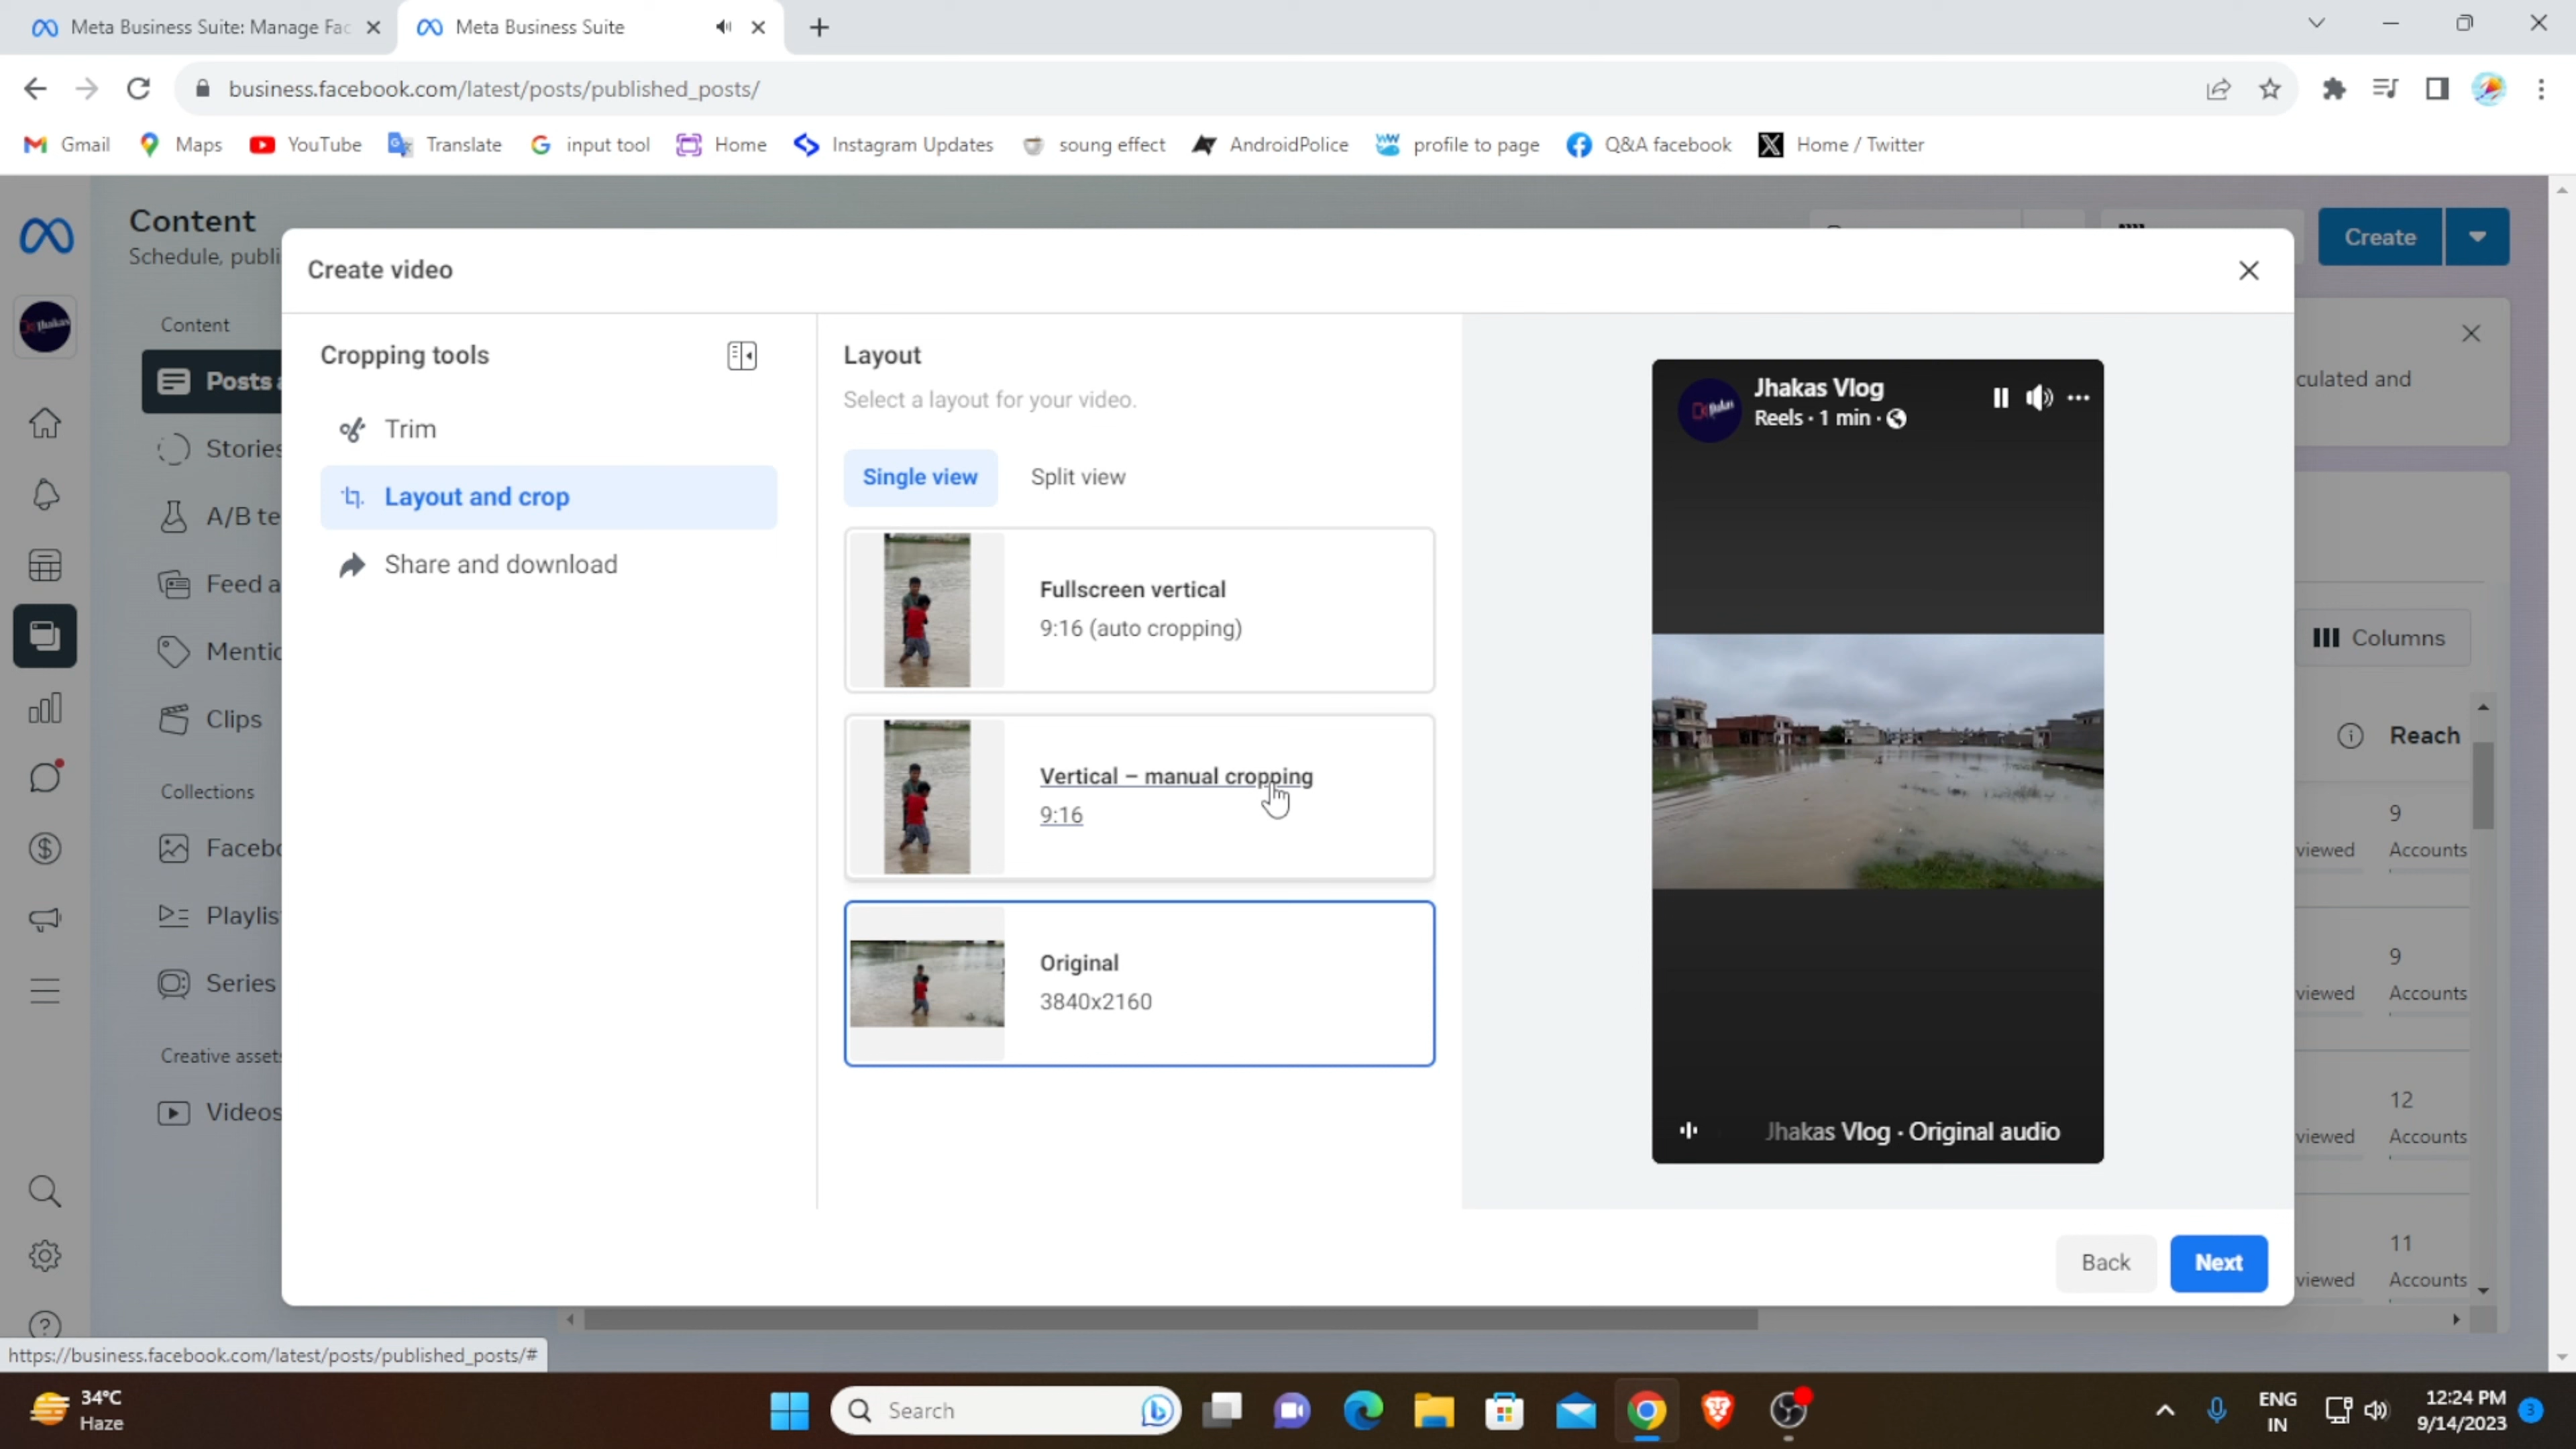 Meta Business Suite: Manage Fac
Meta Business Suite
business.facebook.com/latest/posts/published_posts/
Gmail
Maps
YouTube
Translate
input tool
Home
Instagram Updates
soung effect
AndroidPolice
profile to page
Q&A facebook
Home / Twitter
Content
Schedule, publi
Create
Create video
Content
Posts a
Stories
A/B te
Feed a
Mentio
Clips
Collections
Facebo
Playlis
Series
Creative assets
Videos
Cropping tools
Trim
Layout and crop
Share and download
Layout
Select a layout for your video.
Single view
Split view
Fullscreen vertical
9:16 (auto cropping)
Vertical – manual cropping
9:16
Original
3840x2160
Jhakas Vlog
Reels · 1 min ·
Jhakas Vlog · Original audio
Back
Next
culated and
Columns
Reach
9
viewed
Accounts
9
viewed
Accounts
12
viewed
Accounts
11
viewed
Accounts
https://business.facebook.com/latest/posts/published_posts/#
34°C
Haze
Search
ENG
IN
12:24 PM
9/14/2023
3